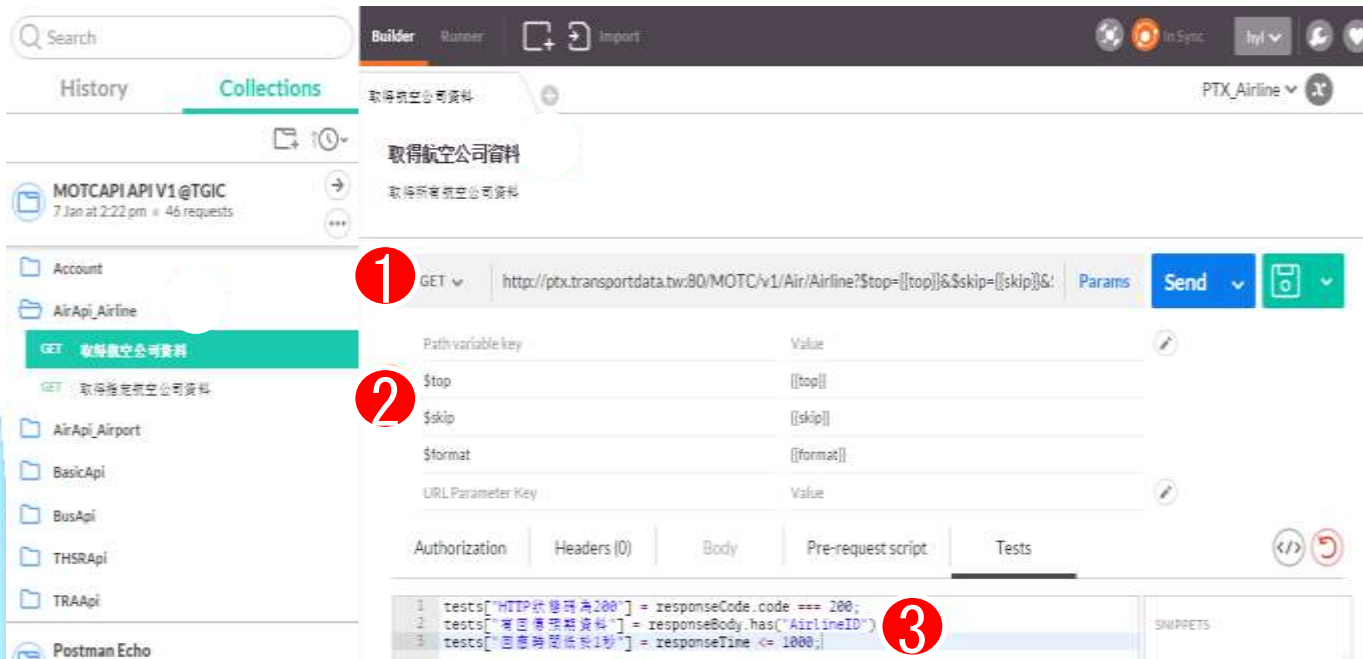 Search
History
Collections
MOTCAPI API V1 @TGIC
7 Jan at 2:22 pm 46 requests
Account
AirApi_Airline
GET 取得航空公司資料
GET 取得指定航空公司資料
AirApi_Airport
BasicApi
BusApi
THSRApi
TRAApi
Postman Echo
Builder
Runner
Import
In Sync
hyl
取得航空公司資料
PTX_Airline
取得航空公司資料
取得所有航空公司資料
1
GET
http://ptx.transportdata.tw:80/MOTC/v1/Air/Airline?$top={{top}}&$skip={{skip}}&
Params
Send
Path variable key Value
2
$top {{top}}
$skip {{skip}}
$format {{format}}
URL Parameter Key Value
Authorization
Headers (0)
Body
Pre-request script
Tests
1 tests["HTTP狀態碼為200"] = responseCode.code === 200;
2 tests["有回傳預期資料"] = responseBody.has("AirlineID")
3 tests["回應時間低於1秒"] = responseTime <= 1000;
3
SNIPPETS